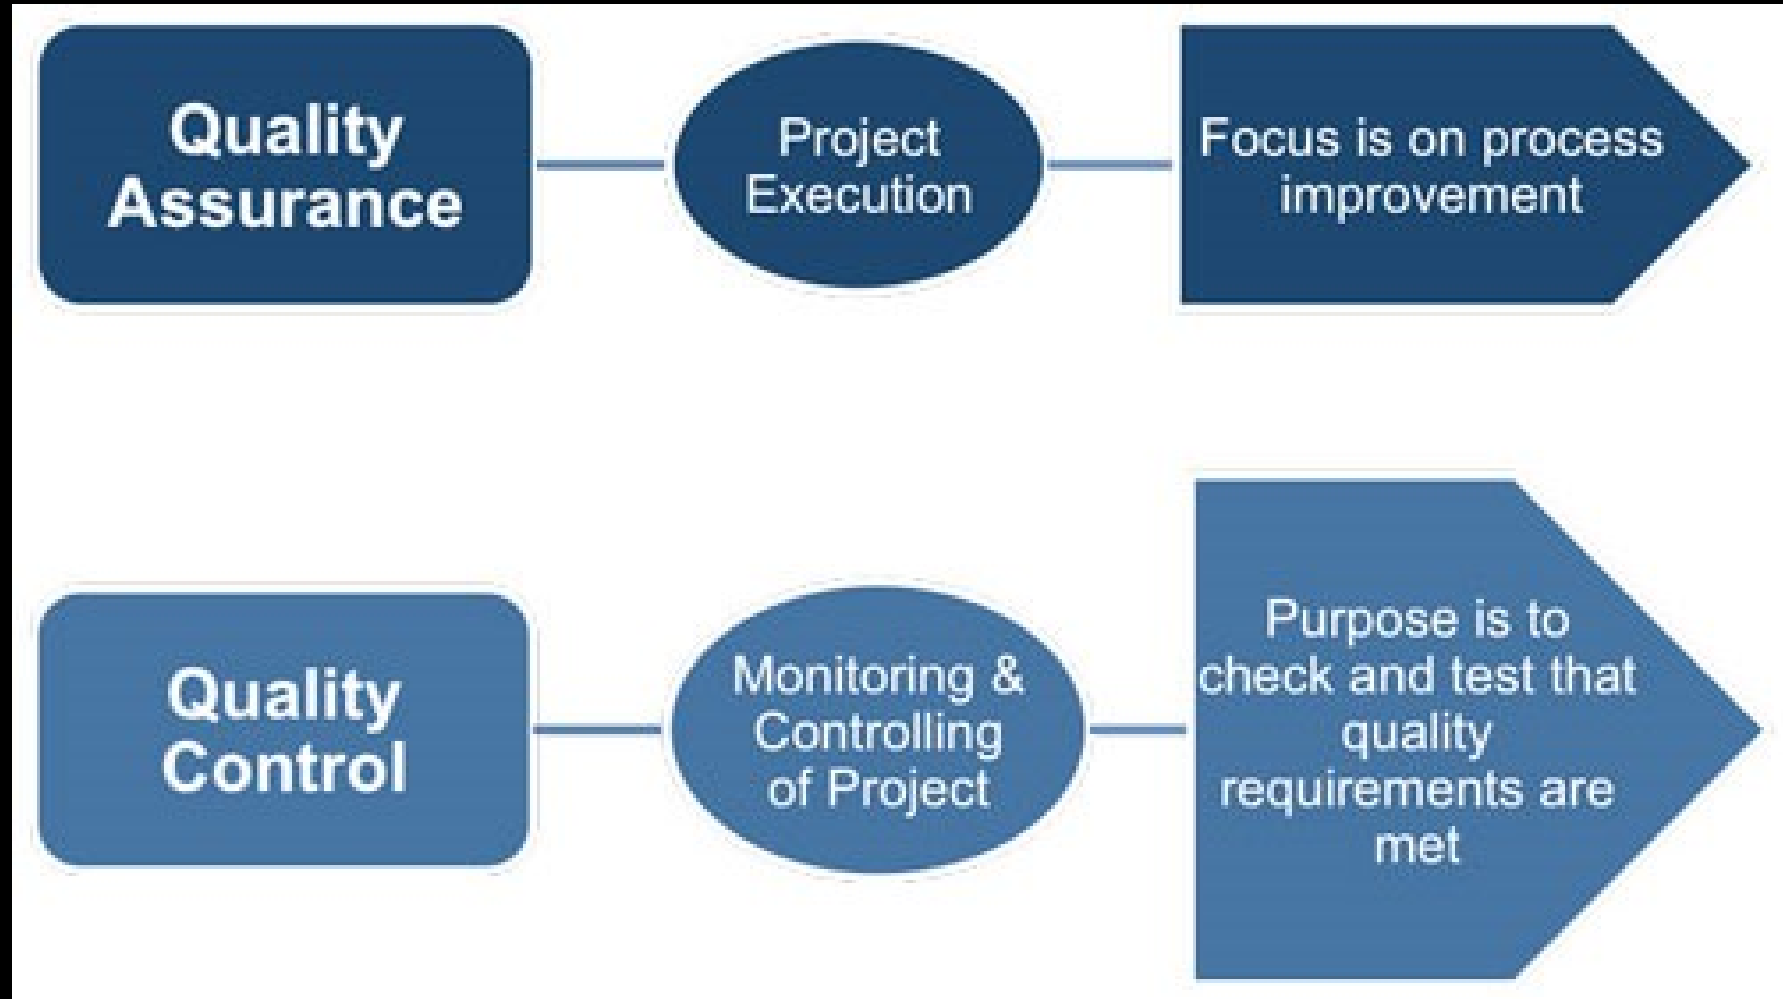 Quality
Assurance
Project
Execution
Focus is on process
improvement
Quality
Control
Monitoring &
Controlling
of Project
Purpose is to
check and test that
quality
requirements are
met